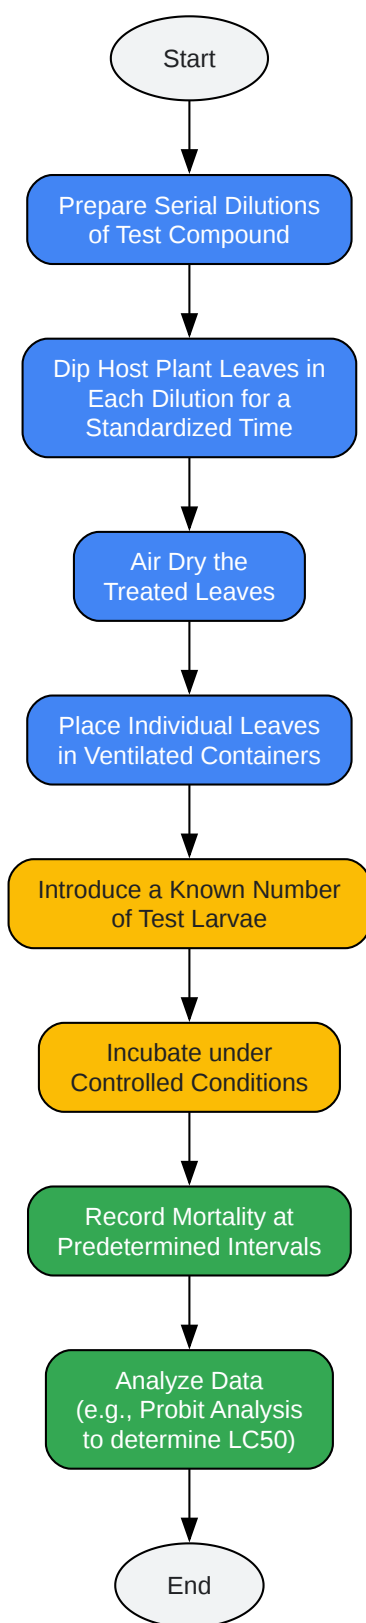 Start
Prepare Serial Dilutions
of Test Compound
Dip Host Plant Leaves in
Each Dilution for a
Standardized Time
Air Dry the
Treated Leaves
Place Individual Leaves
in Ventilated Containers
Introduce a Known Number
of Test Larvae
Incubate under
Controlled Conditions
Record Mortality at
Predetermined Intervals
Analyze Data
(e.g., Probit Analysis
to determine LC50)
End